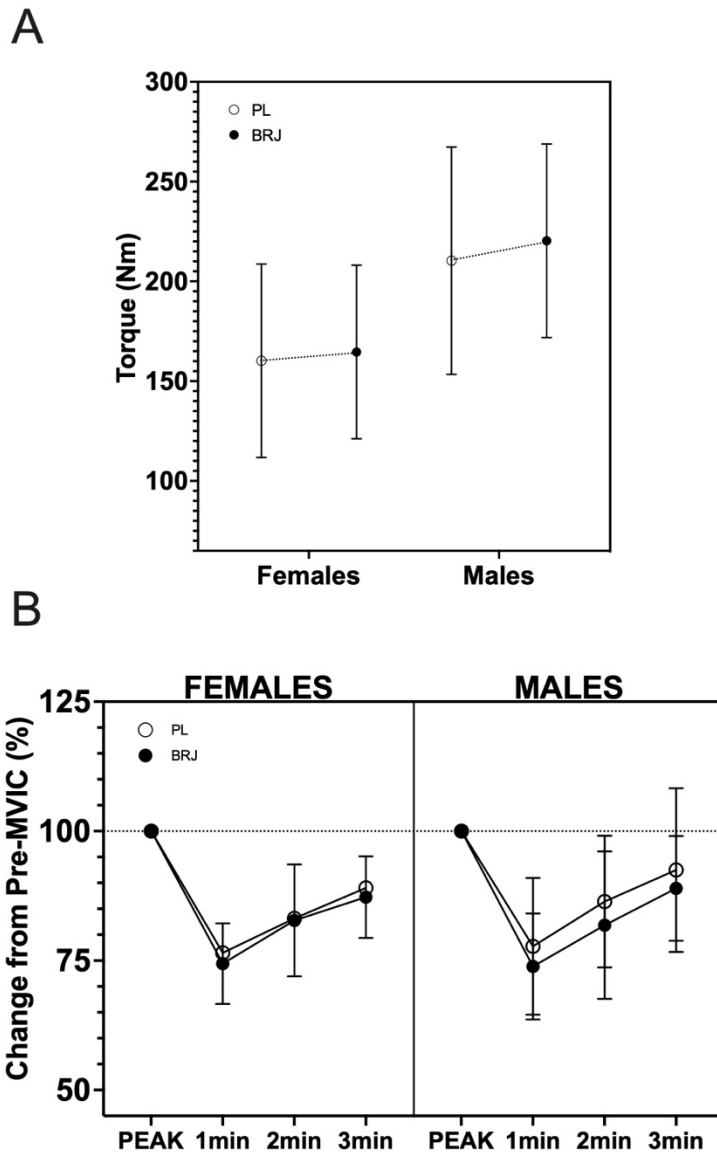 A
300
250
200
150
100
Torque (Nm)
PL
BRJ
Females Males
B
FEMALES MALES
125
100
75
50
Change from Pre-MVIC (%)
PL
BRJ
PEAK 1min 2min 3min PEAK 1min 2min 3min